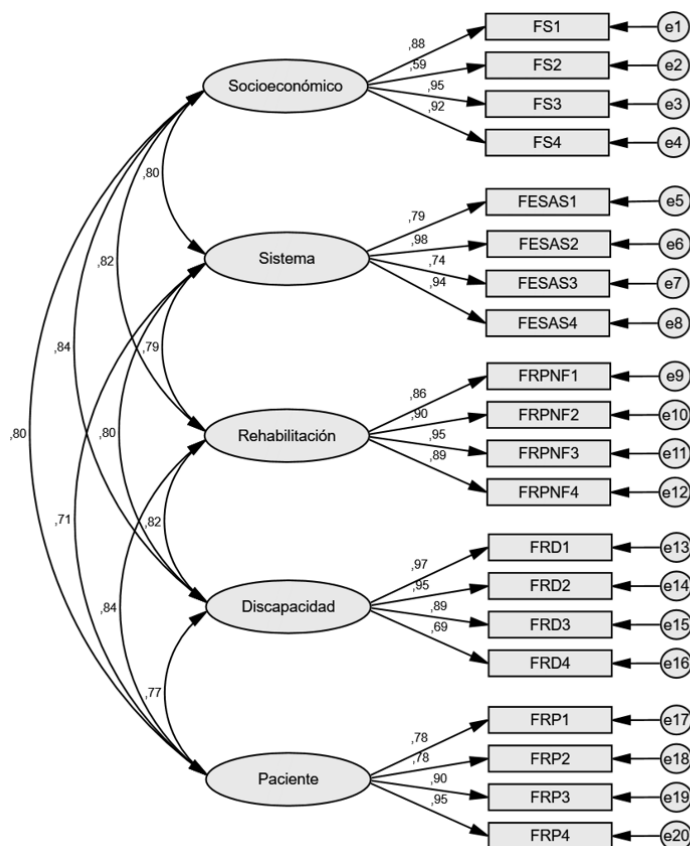 FS1 e1
,88
FS2 e2
,59
Socioeconómico
,95
FS3 e3
,92
FS4 e4
,80
FESAS1 e5
,79
FESAS2 e6
,98
Sistema
,82
,74
FESAS3 e7
,94
FESAS4 e8
,79
,84
FRPNF1 e9
,86
FRPNF2 e10
,90
Rehabilitación
,80
,80
,95
FRPNF3 e11
,89
FRPNF4 e12
,71
,82
FRD1 e13
,97
FRD2 e14
,95
,84
Discapacidad
,89
FRD3 e15
,69
FRD4 e16
,77
FRP1 e17
,78
FRP2 e18
,78
Paciente
,90
FRP3 e19
,95
FRP4 e20